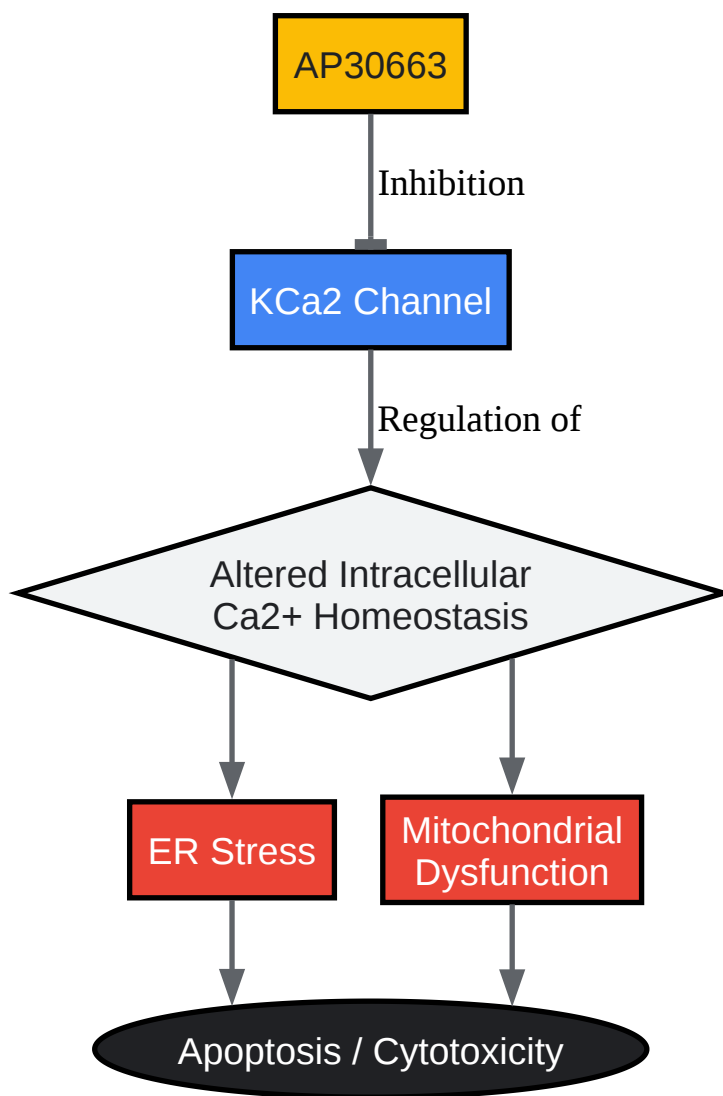 AP30663
Inhibition
KCa2 Channel
Regulation of
Altered Intracellular
Ca2+ Homeostasis
ER Stress
Mitochondrial
Dysfunction
Apoptosis / Cytotoxicity